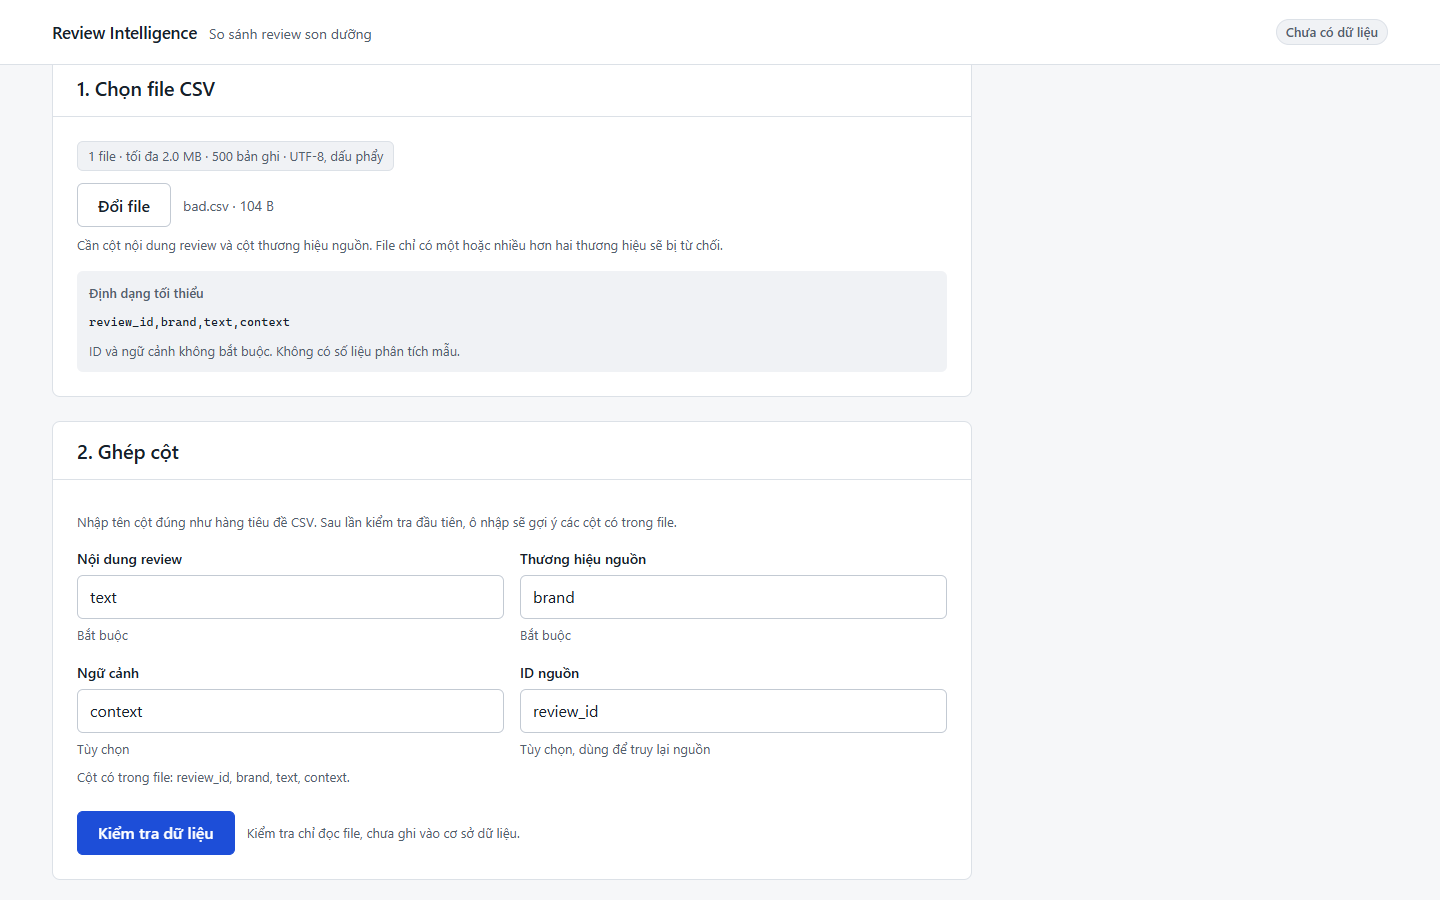 Review Intelligence So sánh review son dưỡng
Chưa có dữ liệu
1. Chọn file CSV
1 file · tối đa 2.0 MB · 500 bản ghi · UTF-8, dấu phẩy
Đổi file bad.csv · 104 B
Cần cột nội dung review và cột thương hiệu nguồn. File chỉ có một hoặc nhiều hơn hai thương hiệu sẽ bị từ chối.
Định dạng tối thiểu
review_id,brand,text,context
ID và ngữ cảnh không bắt buộc. Không có số liệu phân tích mẫu.
2. Ghép cột
Nhập tên cột đúng như hàng tiêu đề CSV. Sau lần kiểm tra đầu tiên, ô nhập sẽ gợi ý các cột có trong file.
Nội dung review
text
Bắt buộc
Thương hiệu nguồn
brand
Bắt buộc
Ngữ cảnh
context
Tùy chọn
ID nguồn
review_id
Tùy chọn, dùng để truy lại nguồn
Cột có trong file: review_id, brand, text, context.
Kiểm tra dữ liệu
Kiểm tra chỉ đọc file, chưa ghi vào cơ sở dữ liệu.